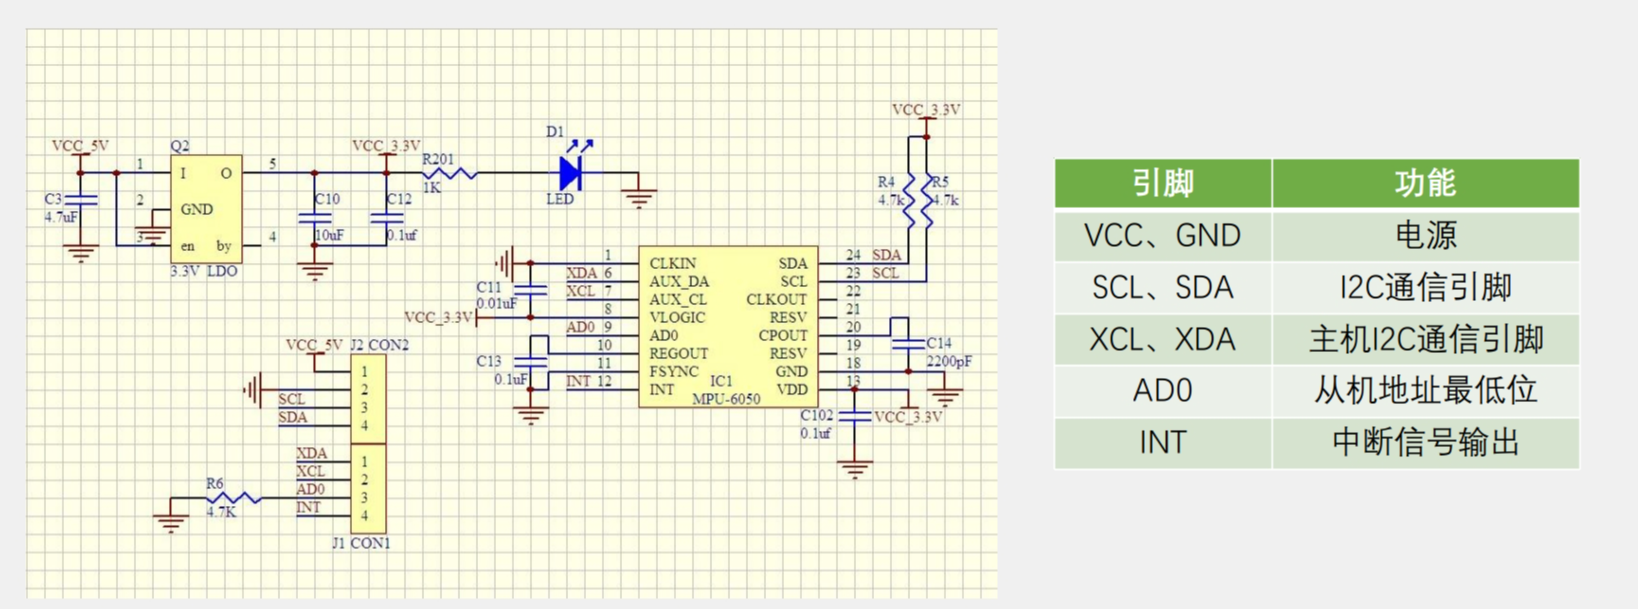 VCC_5V
Q2
1
I
O
5
C3
4.7uF
2
GND
3
en
by
4
3.3V LDO
VCC_3.3V
R201
1K
C10
10uF
C12
0.1uf
D1
LED
VCC_3.3V
R4
4.7k
R5
4.7k
1
CLKIN
XDA 6
AUX_DA
XCL 7
AUX_CL
8
VLOGIC
AD0 9
AD0
10
REGOUT
11
FSYNC
INT 12
INT
SDA
24 SDA
SCL
23 SCL
CLKOUT
22
RESV
21
CPOUT
20
RESV
19
GND
18
VDD
13
IC1
MPU-6050
C11
0.01uF
VCC_3.3V
C13
0.1uF
C14
2200pF
C102
0.1uf
VCC_3.3V
VCC_5V
J2 CON2
1
2
SCL
3
SDA
4
XDA
1
XCL
2
AD0
3
INT
4
R6
4.7K
J1 CON1
引脚 功能
VCC、GND 电源
SCL、SDA I2C通信引脚
XCL、XDA 主机I2C通信引脚
AD0 从机地址最低位
INT 中断信号输出